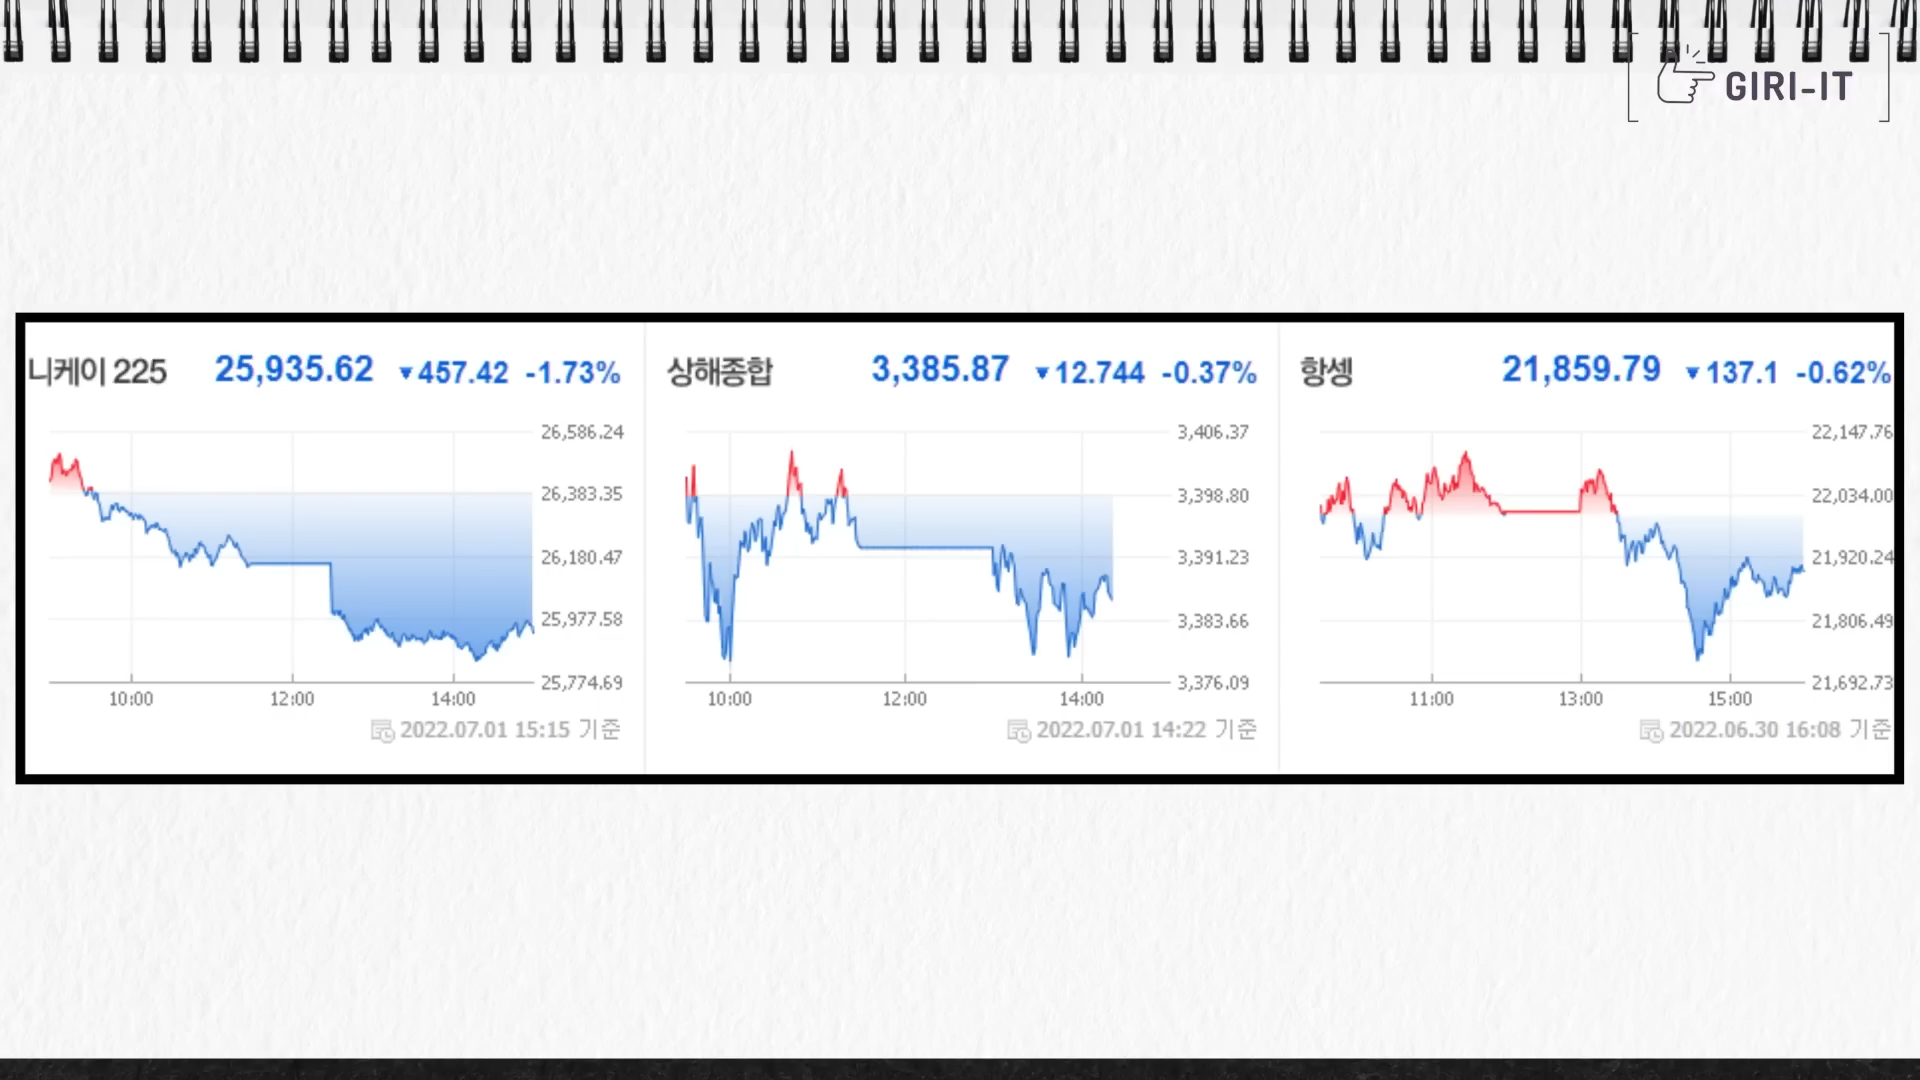 GIRI-IT
니케이 225 25,935.62 ▼457.42 -1.73%
26,586.24
26,383.35
26,180.47
25,977.58
25,774.69
10:00 12:00 14:00
2022.07.01 15:15 기준
상해종합 3,385.87 ▼12.744 -0.37%
3,406.37
3,398.80
3,391.23
3,383.66
3,376.09
10:00 12:00 14:00
2022.07.01 14:22 기준
항셍 21,859.79 ▼137.1 -0.62%
22,147.76
22,034.00
21,920.24
21,806.49
21,692.73
11:00 13:00 15:00
2022.06.30 16:08 기준